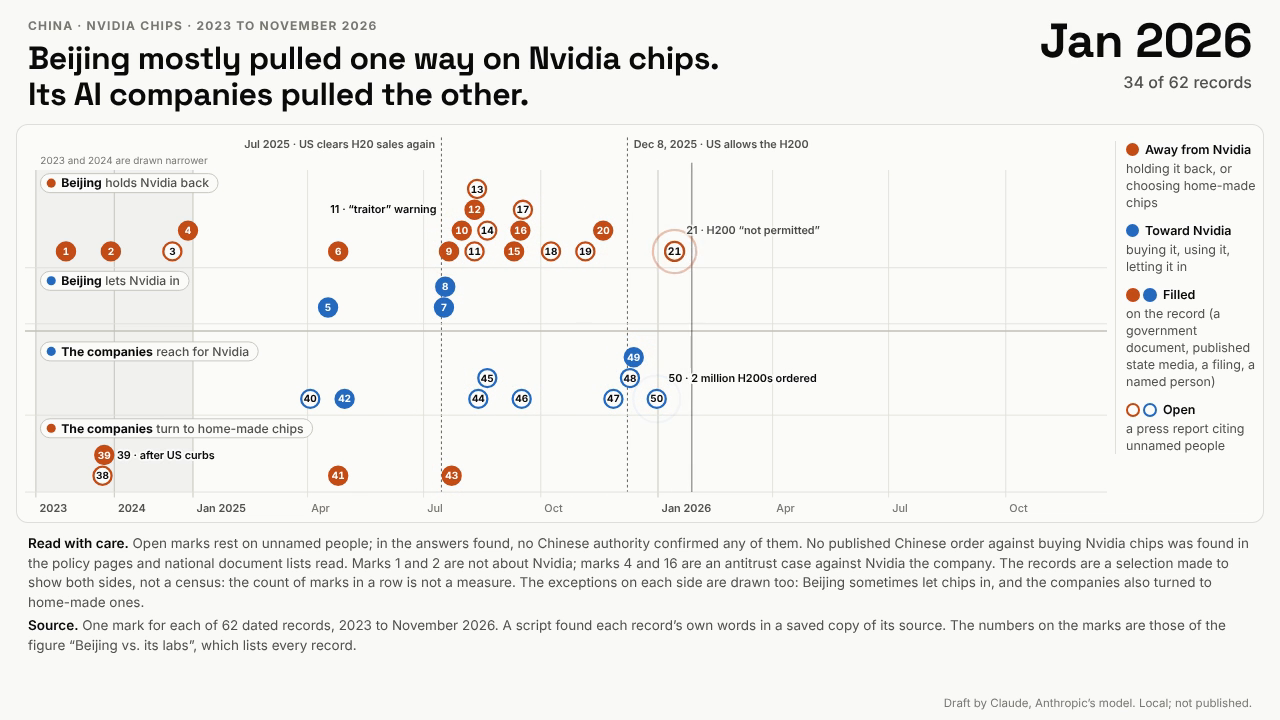 CHINA · NVIDIA CHIPS · 2023 TO NOVEMBER 2026
Beijing mostly pulled one way on Nvidia chips.
Its AI companies pulled the other.
Jan 2026
34 of 62 records
Jul 2025 · US clears H20 sales again
Dec 8, 2025 · US allows the H200
2023 and 2024 are drawn narrower
Beijing holds Nvidia back
13
11 · “traitor” warning
12
17
4
10
14
16
20
21 · H200 “not permitted”
1
2
3
6
9
11
15
18
19
21
Beijing lets Nvidia in
8
5
7
The companies reach for Nvidia
49
45
48
50 · 2 million H200s ordered
40
42
44
46
47
50
The companies turn to home-made chips
39
39 · after US curbs
38
41
43
2023
2024
Jan 2025
Apr
Jul
Oct
Jan 2026
Apr
Jul
Oct
Away from Nvidia
holding it back, or
choosing home-made
chips
Toward Nvidia
buying it, using it,
letting it in
Filled
on the record (a
government
document, published
state media, a filing, a
named person)
Open
a press report citing
unnamed people
Read with care. Open marks rest on unnamed people; in the answers found, no Chinese authority confirmed any of them. No published Chinese order against buying Nvidia chips was found in
the policy pages and national document lists read. Marks 1 and 2 are not about Nvidia; marks 4 and 16 are an antitrust case against Nvidia the company. The records are a selection made to
show both sides, not a census: the count of marks in a row is not a measure. The exceptions on each side are drawn too: Beijing sometimes let chips in, and the companies also turned to
home-made ones.
Source. One mark for each of 62 dated records, 2023 to November 2026. A script found each record’s own words in a saved copy of its source. The numbers on the marks are those of the
figure “Beijing vs. its labs”, which lists every record.
Draft by Claude, Anthropic’s model. Local; not published.